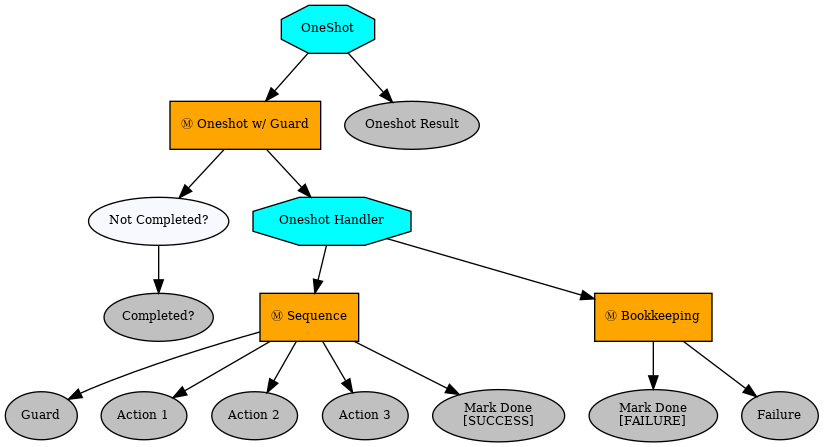 OneShot
Ⓜ Oneshot w/ Guard
Oneshot Result
Not Completed?
Oneshot Handler
Completed?
Ⓜ Sequence
Ⓜ Bookkeeping
Guard
Action 1
Action 2
Action 3
Mark Done
[SUCCESS]
Mark Done
[FAILURE]
Failure